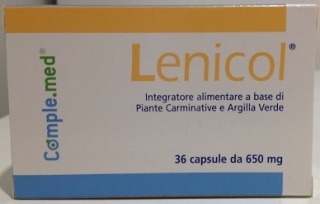 Comple.med®
Lenicol®
Integratore alimentare a base di
Piante Carminative e Argilla Verde
36 capsule da 650 mg